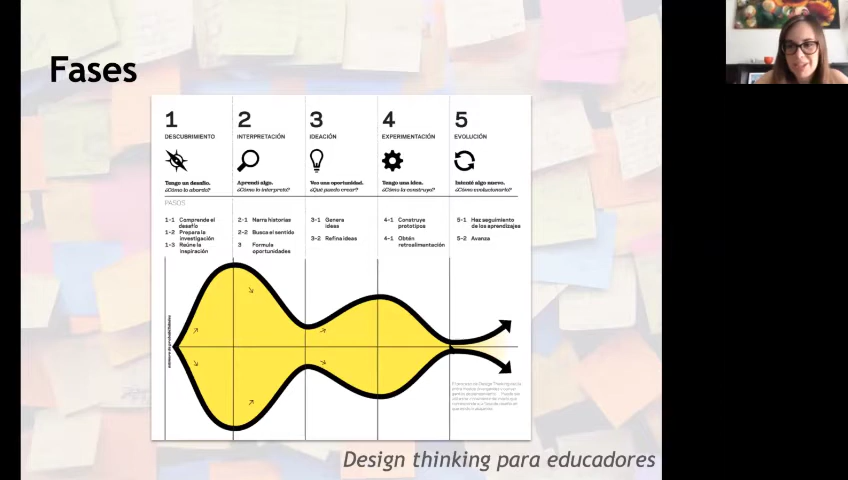 Fases
1
DESCUBRIMIENTO
Tengo un desafío.
¿Cómo lo abordo?
2
INTERPRETACIÓN
Aprendí algo.
¿Cómo lo interpreto?
3
IDEACIÓN
Veo una oportunidad.
¿Qué puedo crear?
4
EXPERIMENTACIÓN
Tengo una idea.
¿Cómo la construyo?
5
EVOLUCIÓN
Intenté algo nuevo.
¿Cómo evolucionarlo?
PASOS
1-1 Comprende el
desafío
1-2 Prepara la
investigación
1-3 Reúne la
inspiración
2-1 Narra historias
2-2 Busca el sentido
3 Formula
oportunidades
3-1 Genera
ideas
3-2 Refina ideas
4-1 Construye
prototipos
4-1 Obtén
retroalimentación
5-1 Haz seguimiento
de los aprendizajes
5-2 Avanza
Design thinking para educadores